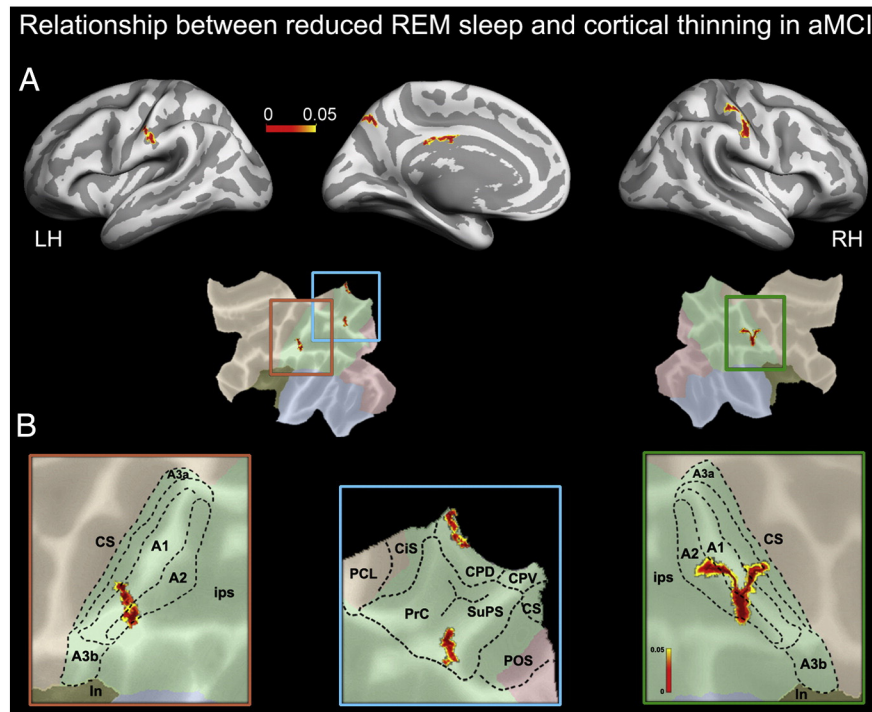 Relationship between reduced REM sleep and cortical thinning in aMCI
A
0 0.05
LH
RH
B
A3a
CS
A1
A2
ips
A3b
In
CiS
PCL
CPD
CPV
PrC
SuPS
CS
POS
A3a
CS
A2
A1
ips
0.05
0
A3b
In